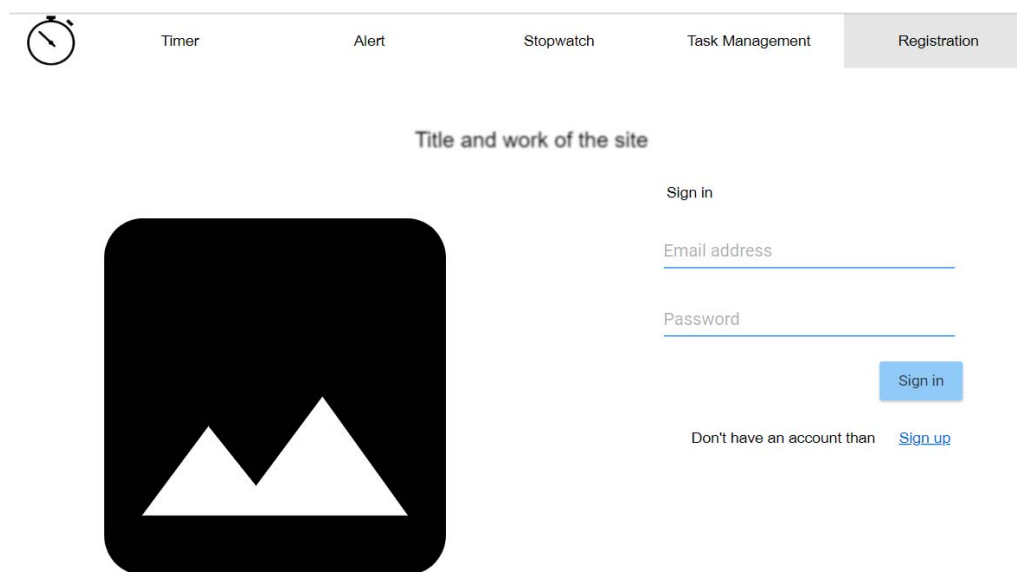 Timer Alert Stopwatch Task Management Registration
Title and work of the site
Sign in
Email address
Password
Sign in
Don't have an account than Sign up